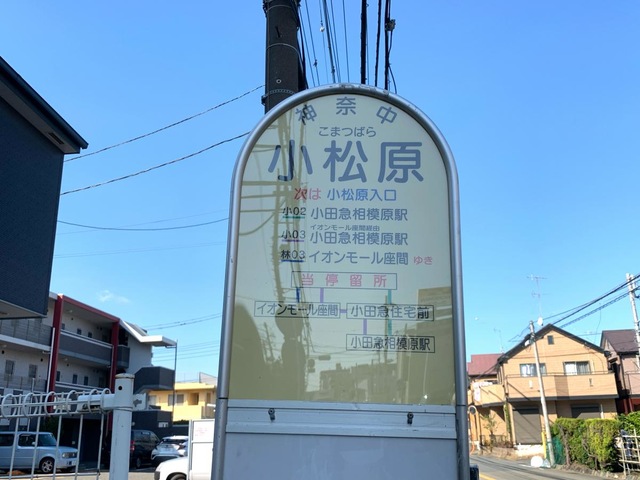 神奈中
こまつばら
小松原
次は 小松原入口
小02 小田急相模原駅
イオンモール座間経由
小03 小田急相模原駅
林03 イオンモール座間 ゆき
当停留所
イオンモール座間 小田急住宅前
小田急相模原駅